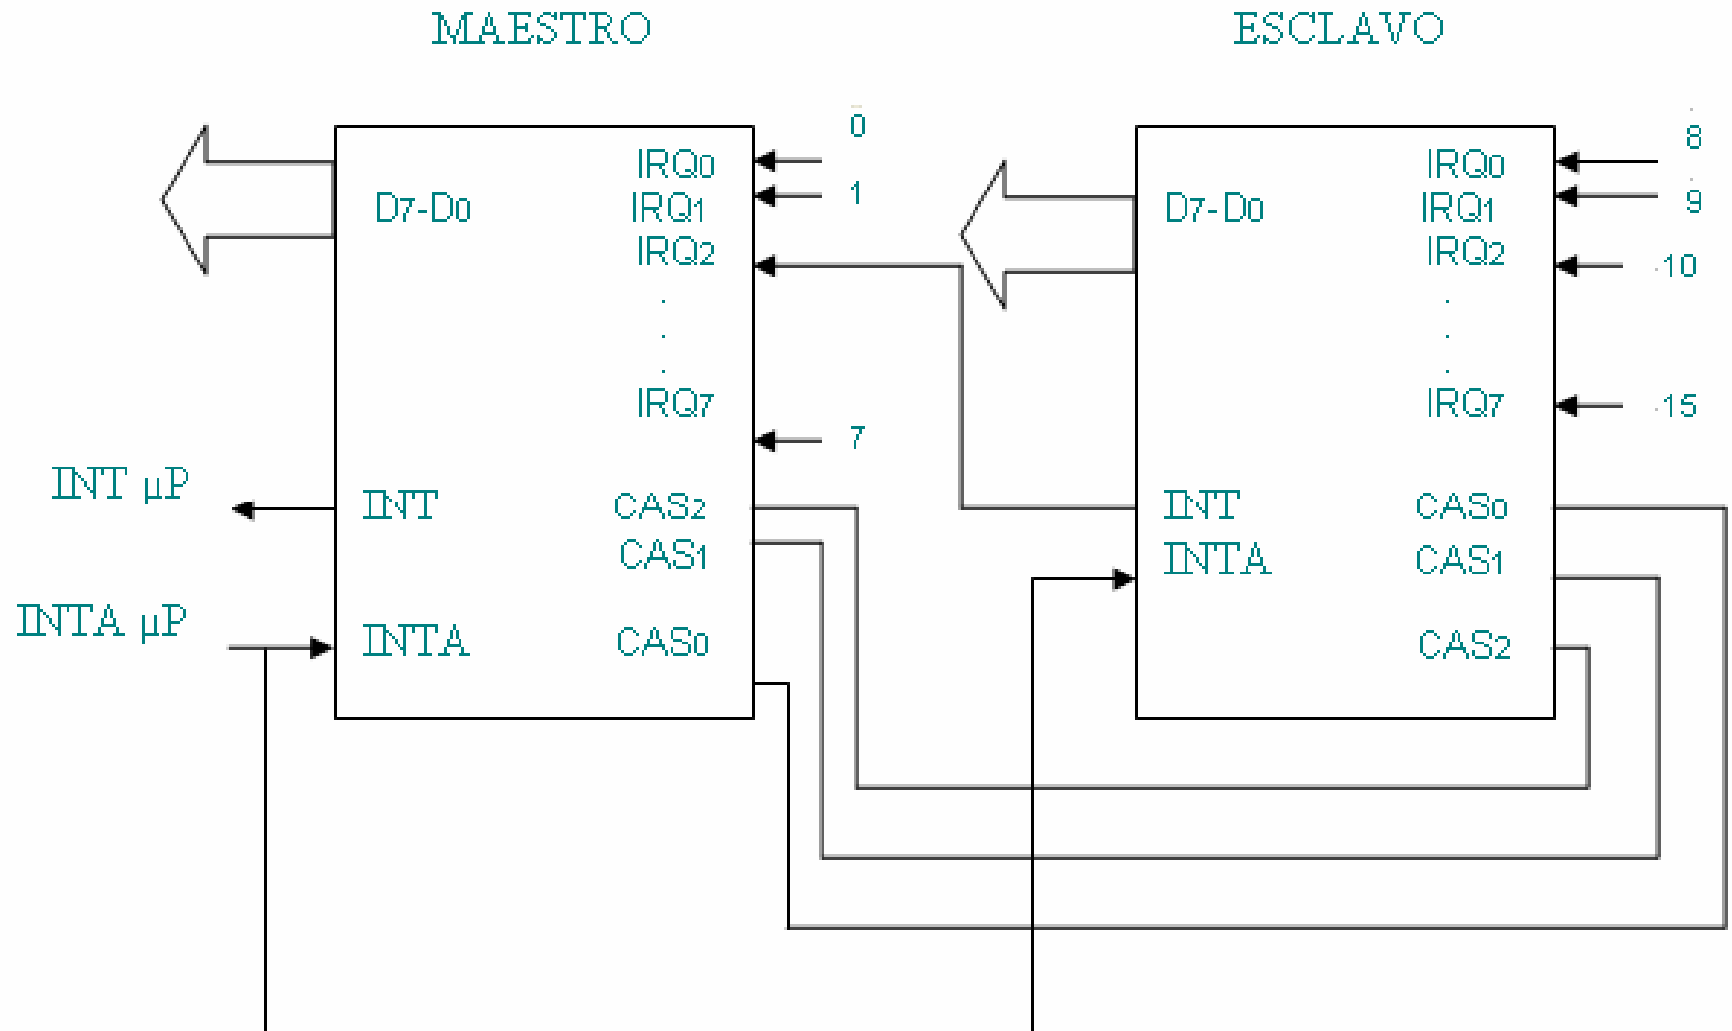 MAESTRO
ESCLAVO
0
IRQ0
1
D7-D0
IRQ1
IRQ2
.
.
.
IRQ7
7
INT µP
INT
CAS2
CAS1
INTA µP
INTA
CAS0
8
IRQ0
9
D7-D0
IRQ1
IRQ2
10
.
.
.
IRQ7
15
INT
CAS0
INTA
CAS1
CAS2